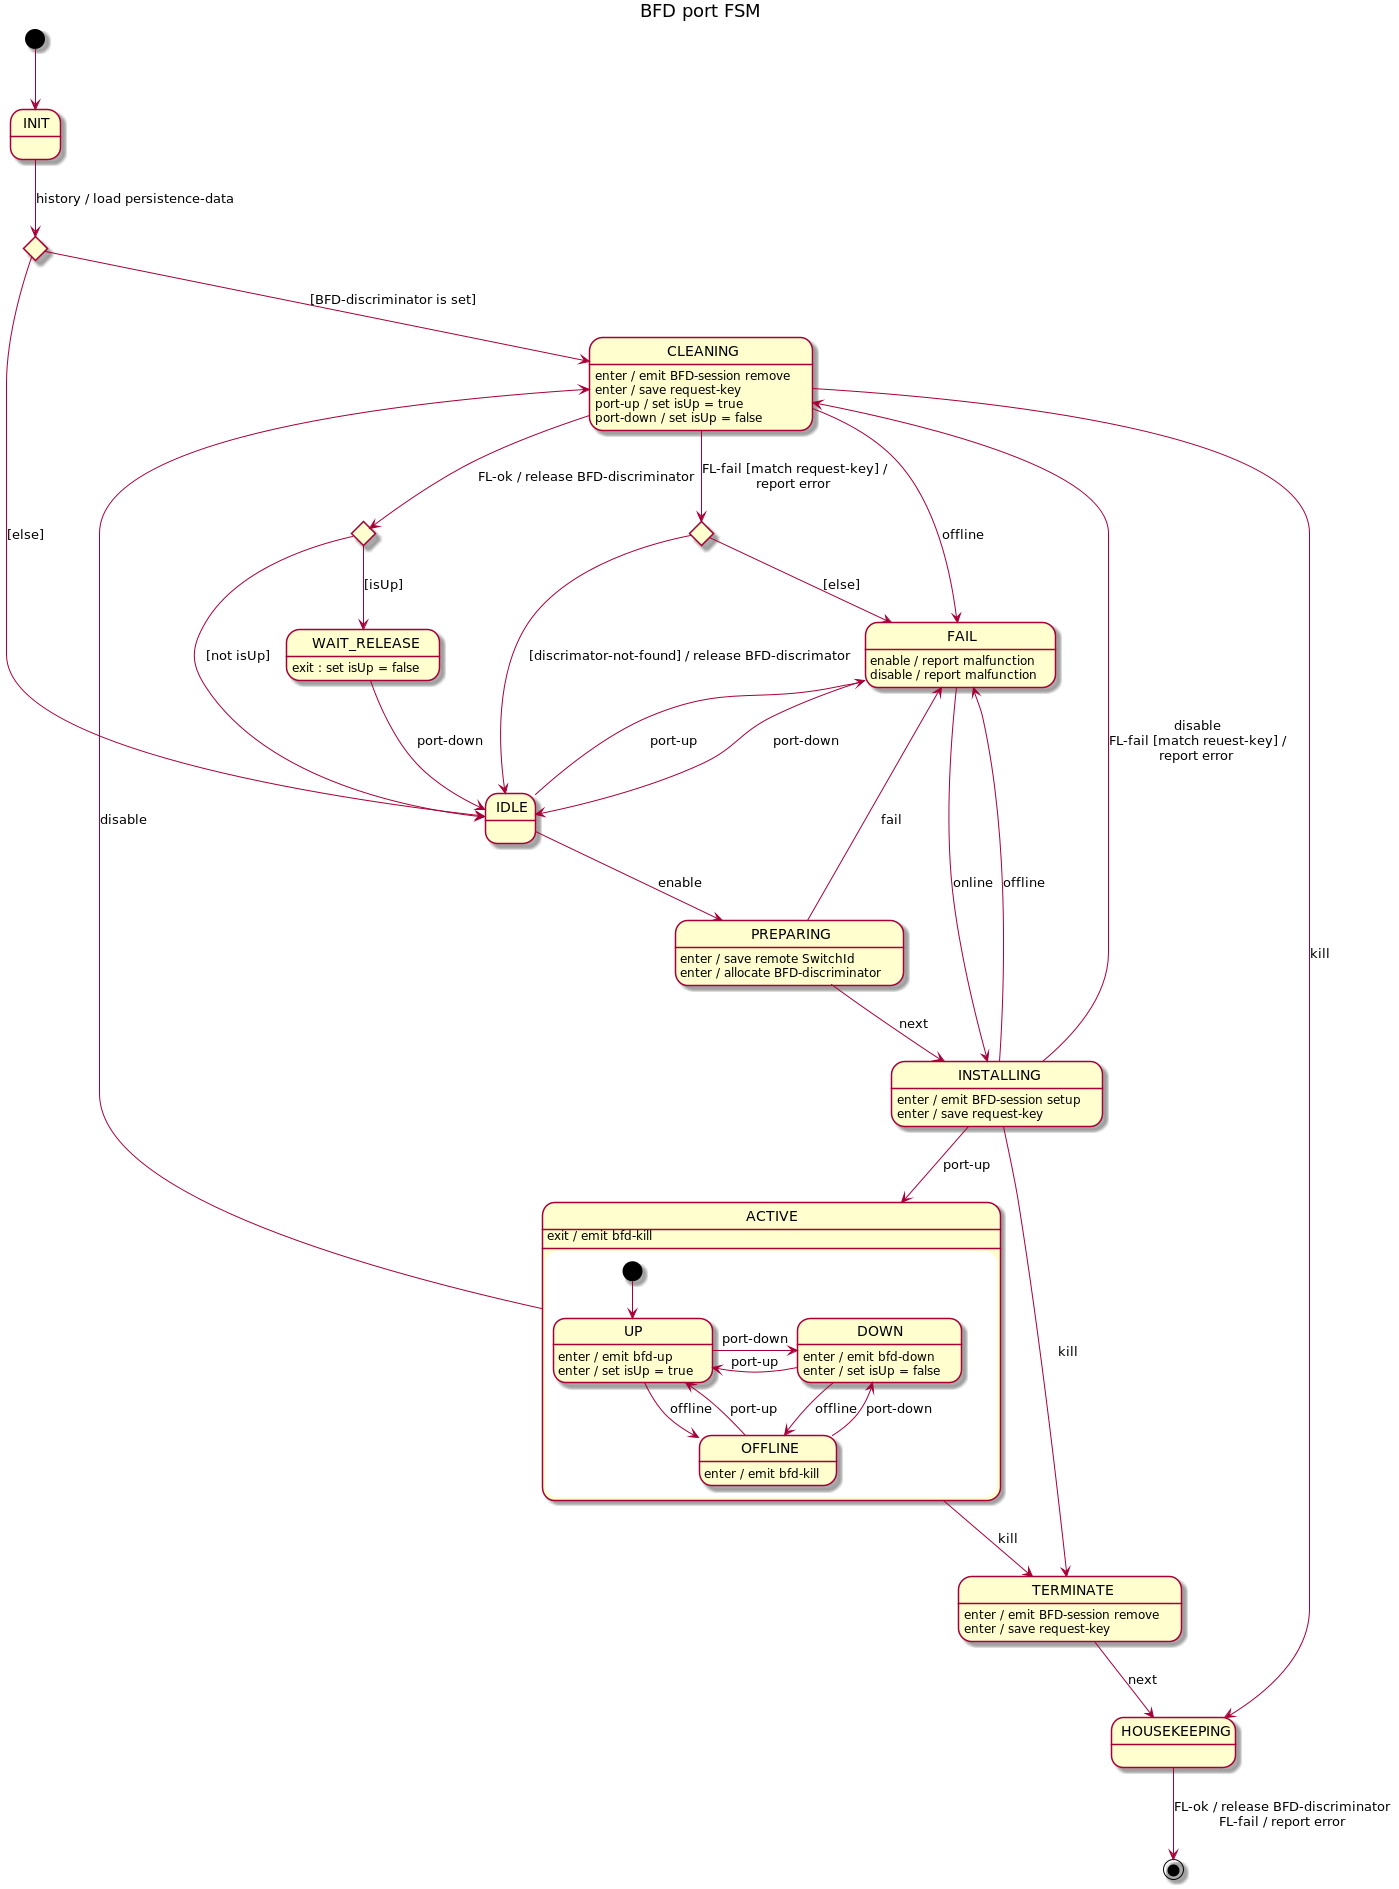 BFD port FSM
INIT
history / load persistence-data
[BFD-discriminator is set]
CLEANING
enter / emit BFD-session remove
enter / save request-key
port-up / set isUp = true
port-down / set isUp = false
FL-ok / release BFD-discriminator
FL-fail [match request-key] /
report error
[else]
offline
[isUp]
[else]
WAIT_RELEASE
exit : set isUp = false
FAIL
enable / report malfunction
disable / report malfunction
[not isUp]
[discrimator-not-found] / release BFD-discrimator
disable
FL-fail [match reuest-key] /
report error
port-down
port-up
port-down
IDLE
disable
fail
enable
online
offline
PREPARING
enter / save remote SwitchId
enter / allocate BFD-discriminator
kill
next
INSTALLING
enter / emit BFD-session setup
enter / save request-key
port-up
ACTIVE
exit / emit bfd-kill
UP
enter / emit bfd-up
enter / set isUp = true
port-down
port-up
DOWN
enter / emit bfd-down
enter / set isUp = false
kill
offline
port-up
offline
port-down
OFFLINE
enter / emit bfd-kill
kill
TERMINATE
enter / emit BFD-session remove
enter / save request-key
next
HOUSEKEEPING
FL-ok / release BFD-discriminator
FL-fail / report error